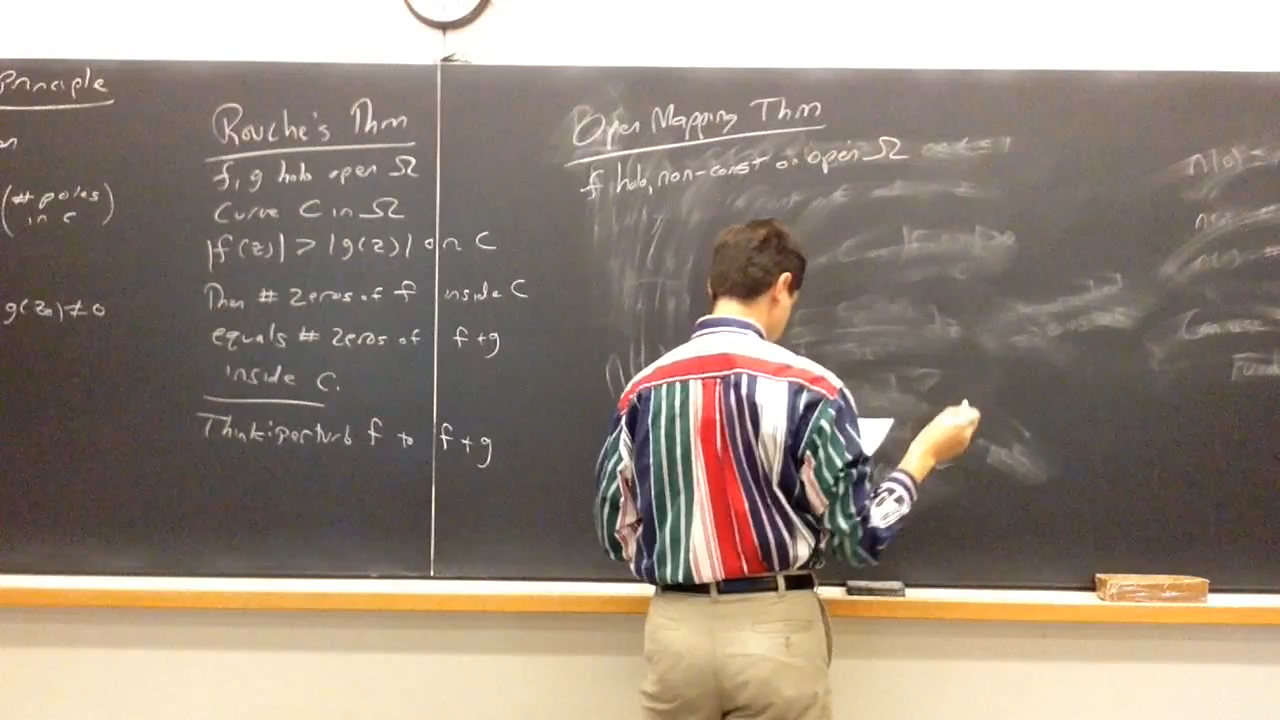 Principle
(# poles
in c)
g(z₀) ≠ 0
Rouche's Thm
f, g holo open Ω
Curve C in Ω
|f(z)| > |g(z)| on C
Then # zeros of f inside C
equals # zeros of f+g
inside C.
Think: perturb f to f+g
Open Mapping Thm
f holo, non-const on open Ω
n(0)